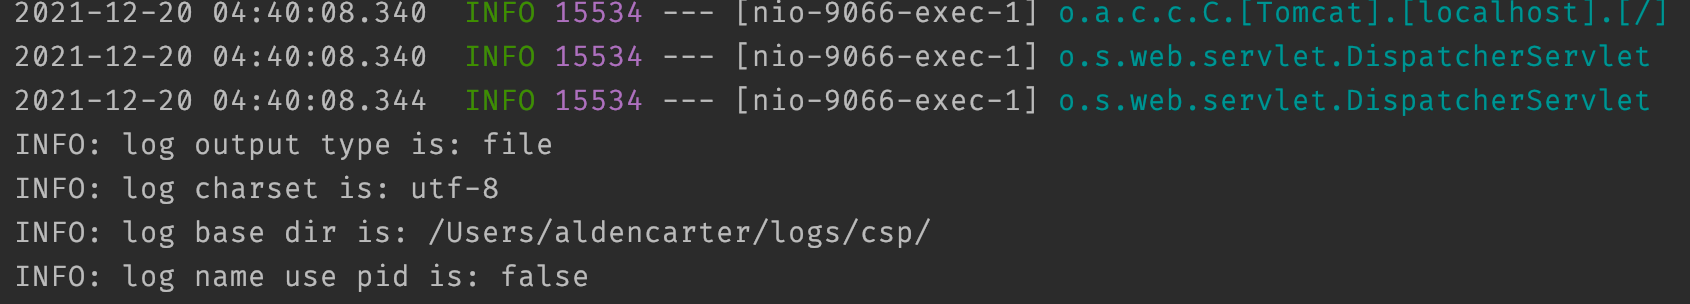 2021-12-20 04:40:08.340  INFO 15534 --- [nio-9066-exec-1] o.a.c.c.C.[Tomcat].[localhost].[/]
2021-12-20 04:40:08.340  INFO 15534 --- [nio-9066-exec-1] o.s.web.servlet.DispatcherServlet
2021-12-20 04:40:08.344  INFO 15534 --- [nio-9066-exec-1] o.s.web.servlet.DispatcherServlet
INFO: log output type is: file
INFO: log charset is: utf-8
INFO: log base dir is: /Users/aldencarter/logs/csp/
INFO: log name use pid is: false